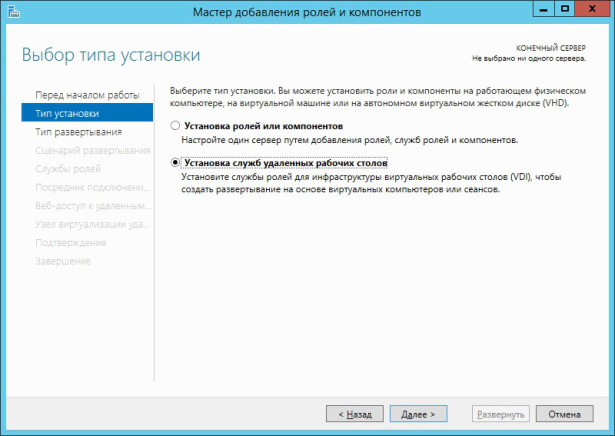 Мастер добавления ролей и компонентов
Выбор типа установки
КОНЕЧНЫЙ СЕРВЕР
Не выбрано ни одного сервера.
Перед началом работы
Тип установки
Тип развертывания
Сценарий развертывания
Службы ролей
Посредник подключени...
Веб-доступ к удаленным...
Узел виртуализации уда...
Подтверждение
Завершение
Выберите тип установки. Вы можете установить роли и компоненты на работающем физическом
компьютере, на виртуальной машине или на автономном виртуальном жестком диске (VHD).
Установка ролей или компонентов
Настройте один сервер путем добавления ролей, служб ролей и компонентов.
Установка служб удаленных рабочих столов
Установите службы ролей для инфраструктуры виртуальных рабочих столов (VDI), чтобы
создать развертывание на основе виртуальных компьютеров или сеансов.
< Назад
Далее >
Развернуть
Отмена